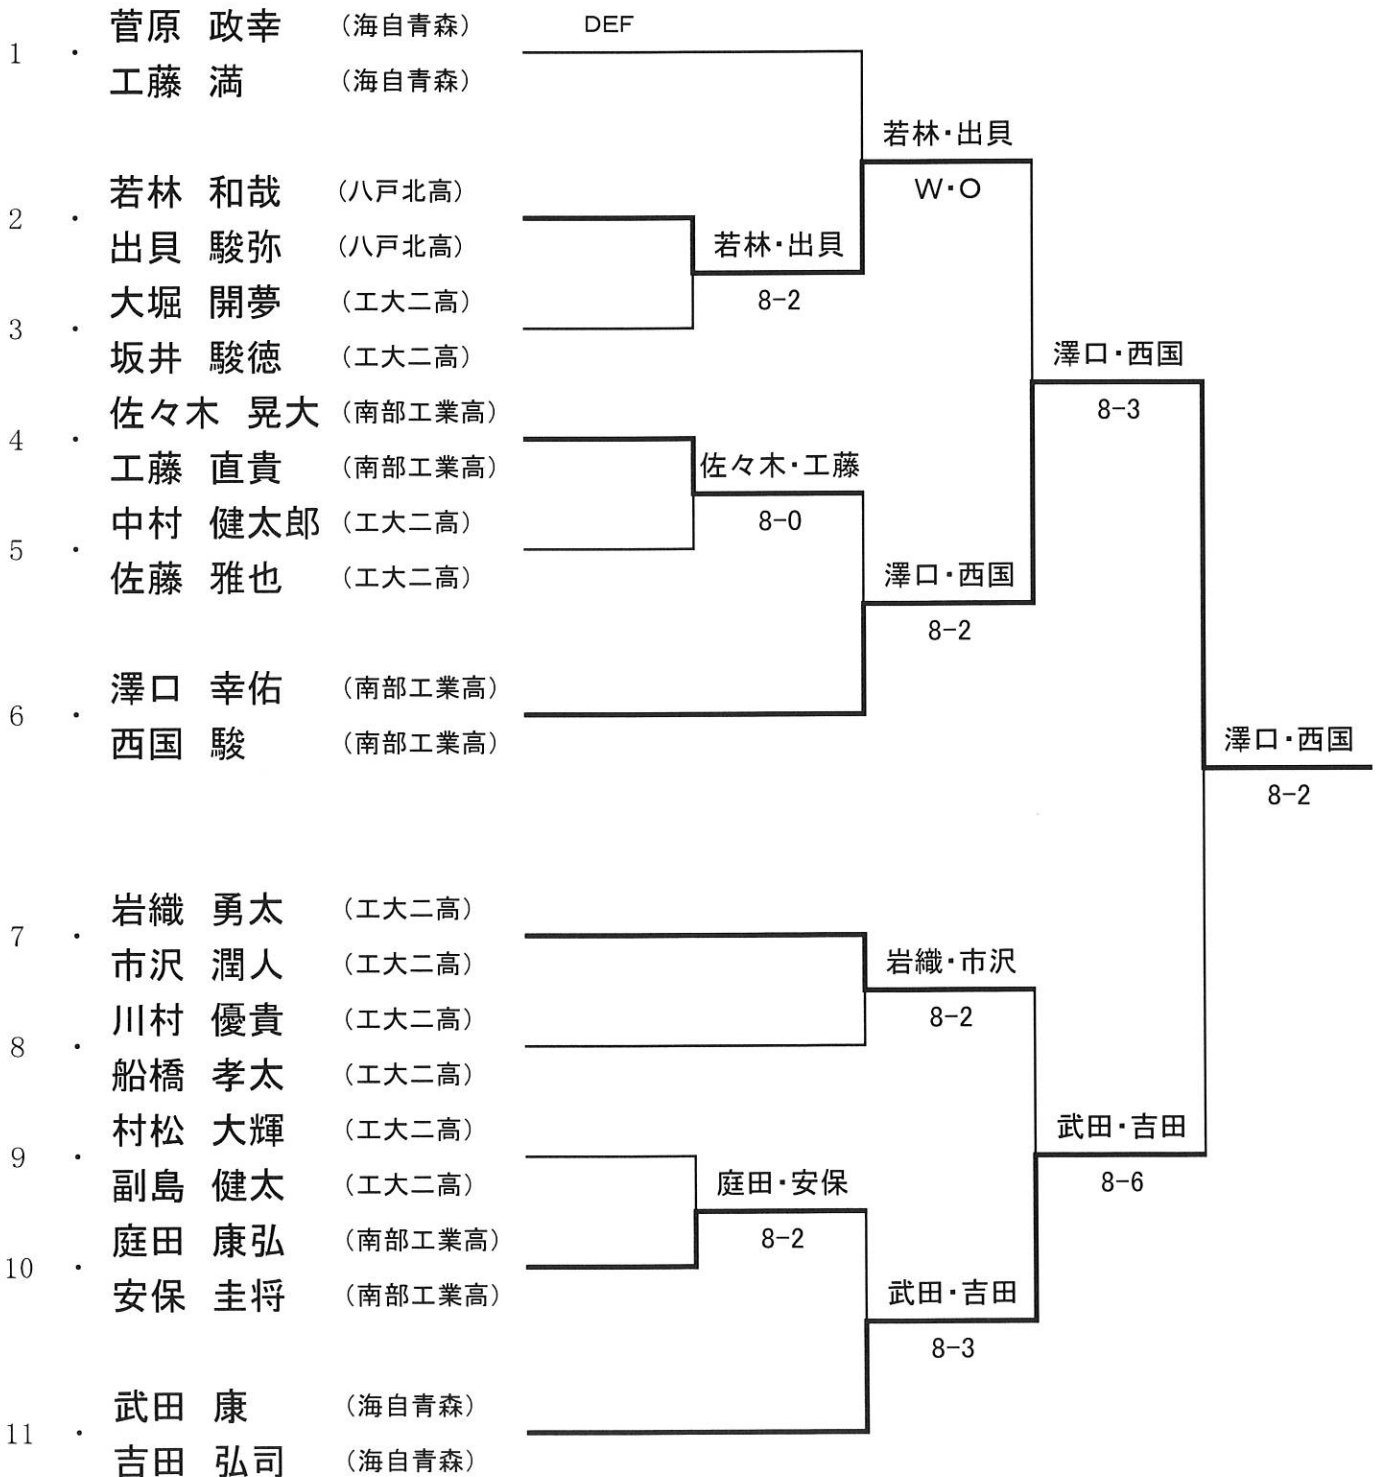 菅原 政幸 (海自青森) DEF
1 ・
工藤 満 (海自青森)
若林・出貝
若林 和哉 (八戸北高) W・O
2 ・
出貝 駿弥 (八戸北高) 若林・出貝
大堀 開夢 (工大二高) 8-2
3 ・
坂井 駿徳 (工大二高) 澤口・西国
佐々木 晃大 (南部工業高) 8-3
4 ・
工藤 直貴 (南部工業高) 佐々木・工藤
中村 健太郎 (工大二高) 8-0
5 ・
佐藤 雅也 (工大二高) 澤口・西国
8-2
澤口 幸佑 (南部工業高)
6 ・
西国 駿 (南部工業高) 澤口・西国
8-2
岩織 勇太 (工大二高)
7 ・
市沢 潤人 (工大二高) 岩織・市沢
川村 優貴 (工大二高) 8-2
8 ・
船橋 孝太 (工大二高)
村松 大輝 (工大二高) 武田・吉田
9 ・
副島 健太 (工大二高) 庭田・安保 8-6
庭田 康弘 (南部工業高) 8-2
10 ・
安保 圭将 (南部工業高) 武田・吉田
8-3
武田 康 (海自青森)
11 ・
吉田 弘司 (海自青森)